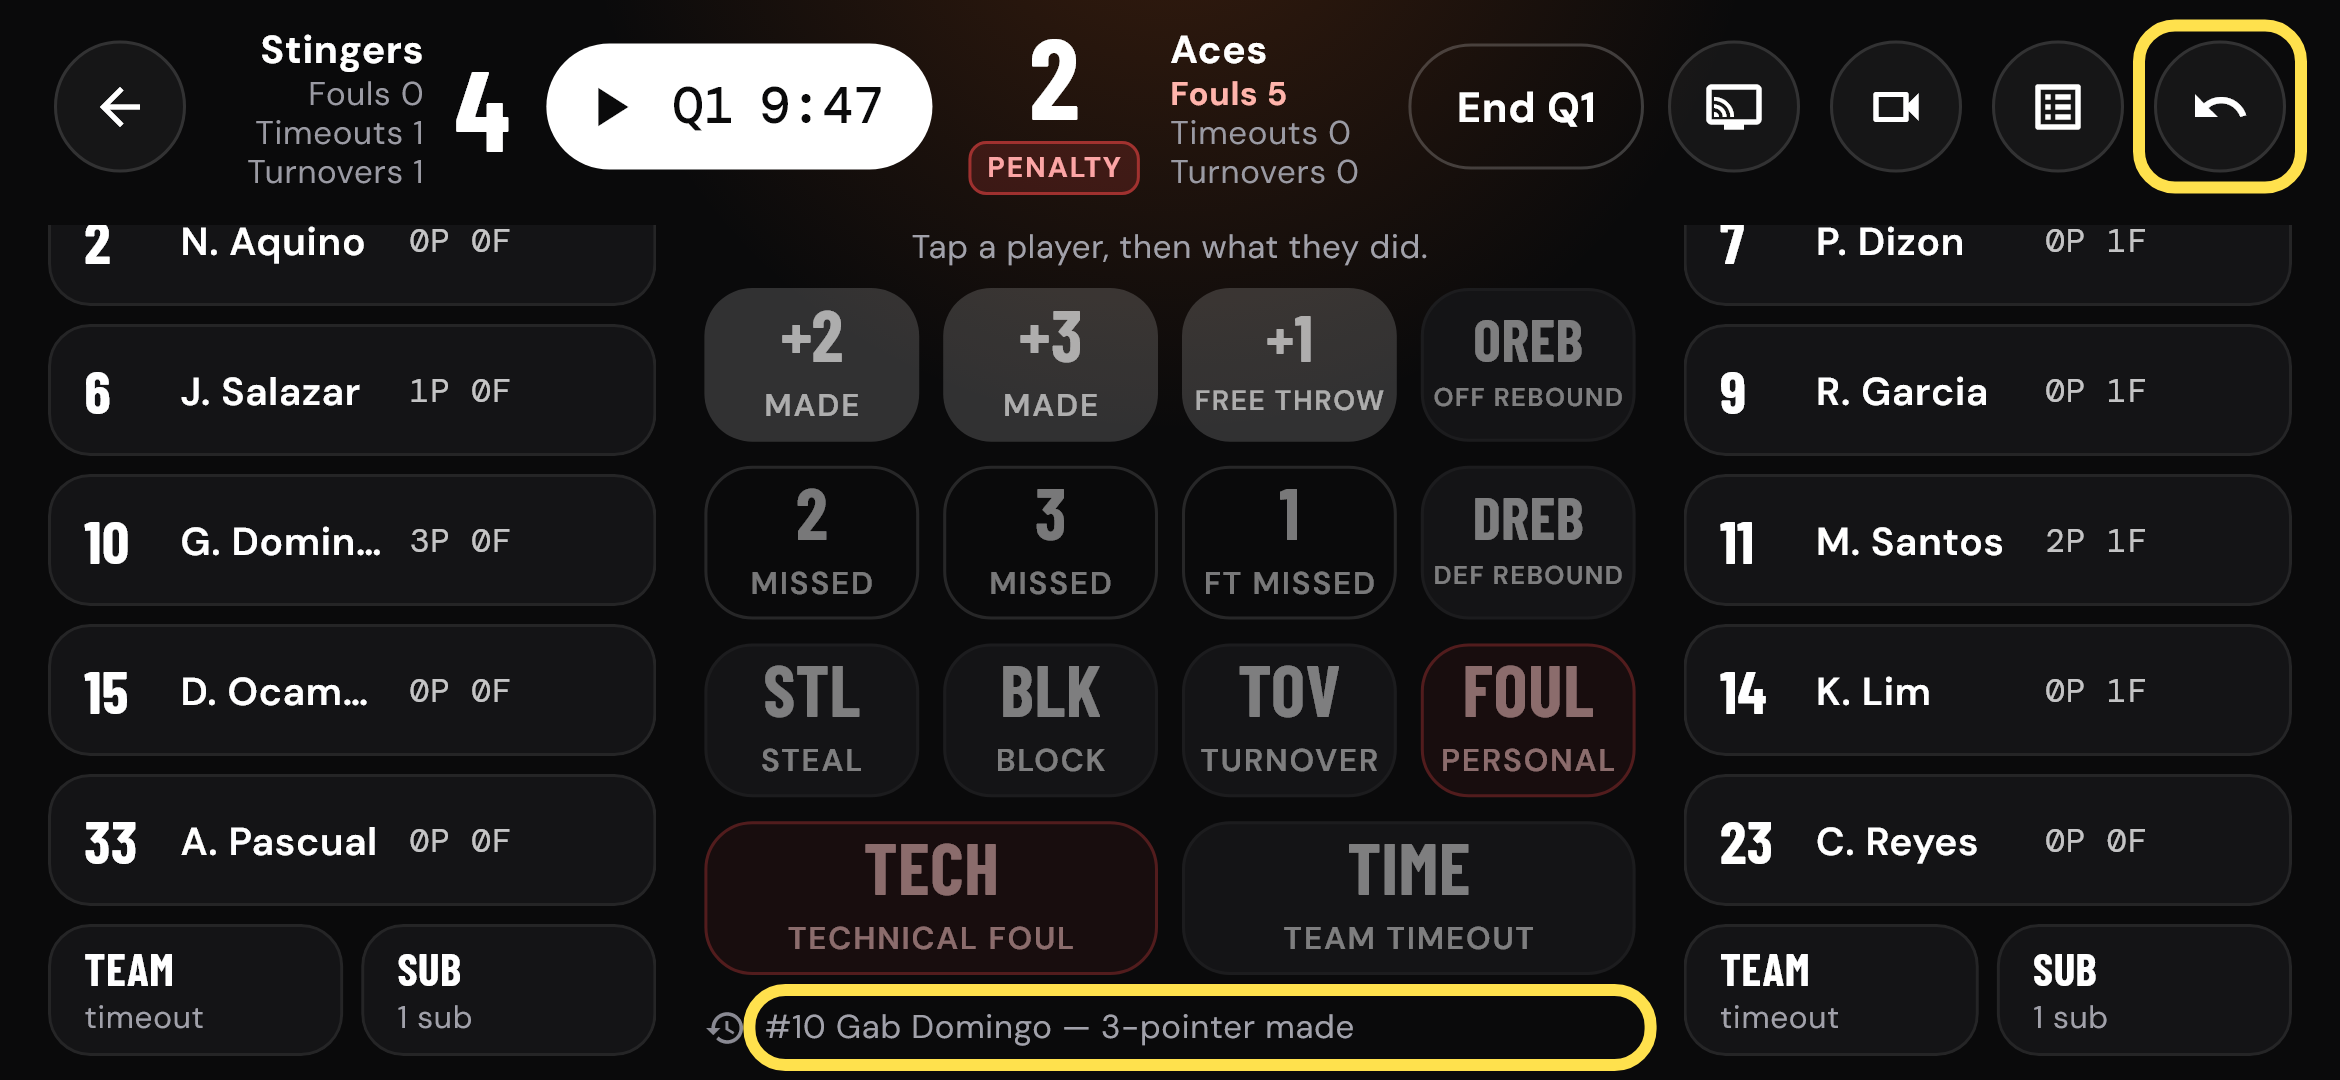 Stingers
Fouls 0
Timeouts 1
Turnovers 1
4
Q1 9:47
2
PENALTY
Aces
Fouls 5
Timeouts 0
Turnovers 0
End Q1
2 N. Aquino 0P 0F
6 J. Salazar 1P 0F
10 G. Domin... 3P 0F
15 D. Ocam... 0P 0F
33 A. Pascual 0P 0F
TEAM
timeout
SUB
1 sub
Tap a player, then what they did.
+2
MADE
+3
MADE
+1
FREE THROW
OREB
OFF REBOUND
2
MISSED
3
MISSED
1
FT MISSED
DREB
DEF REBOUND
STL
STEAL
BLK
BLOCK
TOV
TURNOVER
FOUL
PERSONAL
TECH
TECHNICAL FOUL
TIME
TEAM TIMEOUT
#10 Gab Domingo — 3-pointer made
7 P. Dizon 0P 1F
9 R. Garcia 0P 1F
11 M. Santos 2P 1F
14 K. Lim 0P 1F
23 C. Reyes 0P 0F
TEAM
timeout
SUB
1 sub